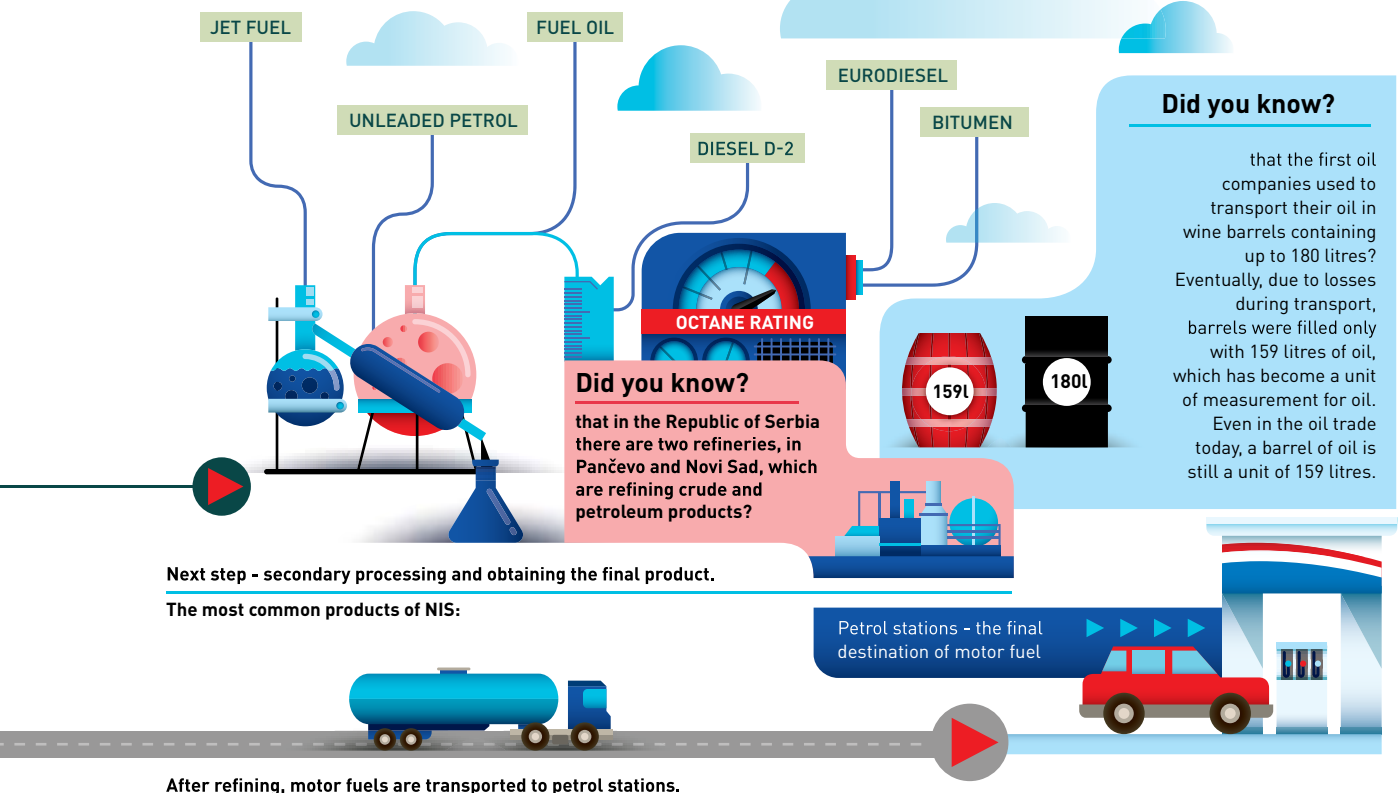 JET FUEL
FUEL OIL
UNLEADED PETROL
DIESEL D-2
EURODIESEL
BITUMEN
OCTANE RATING
Did you know?
that the first oil
companies used to
transport their oil in
wine barrels containing
up to 180 litres?
Eventually, due to losses
during transport,
barrels were filled only
with 159 litres of oil,
which has become a unit
of measurement for oil.
Even in the oil trade
today, a barrel of oil is
still a unit of 159 litres.
159l
180l
Did you know?
that in the Republic of Serbia
there are two refineries, in
Pančevo and Novi Sad, which
are refining crude and
petroleum products?
Next step - secondary processing and obtaining the final product.
The most common products of NIS:
Petrol stations - the final
destination of motor fuel
After refining, motor fuels are transported to petrol stations.